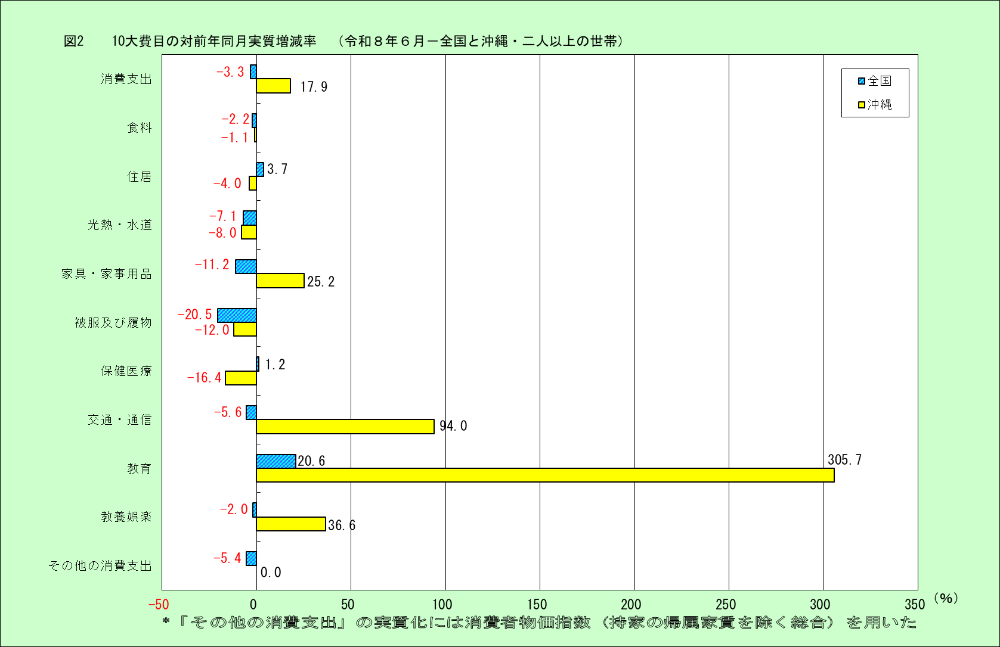 図2　10大費目の対前年同月実質増減率　（令和８年６月－全国と沖縄・二人以上の世帯）
全国
沖縄
消費支出
-3.3
17.9
食料
-2.2
-1.1
住居
3.7
-4.0
光熱・水道
-7.1
-8.0
家具・家事用品
-11.2
25.2
被服及び履物
-20.5
-12.0
保健医療
1.2
-16.4
交通・通信
-5.6
94.0
教育
20.6
305.7
教養娯楽
-2.0
36.6
その他の消費支出
-5.4
0.0
-50 0 50 100 150 200 250 300 350 （%）
*「その他の消費支出」の実質化には消費者物価指数（持家の帰属家賃を除く総合）を用いた